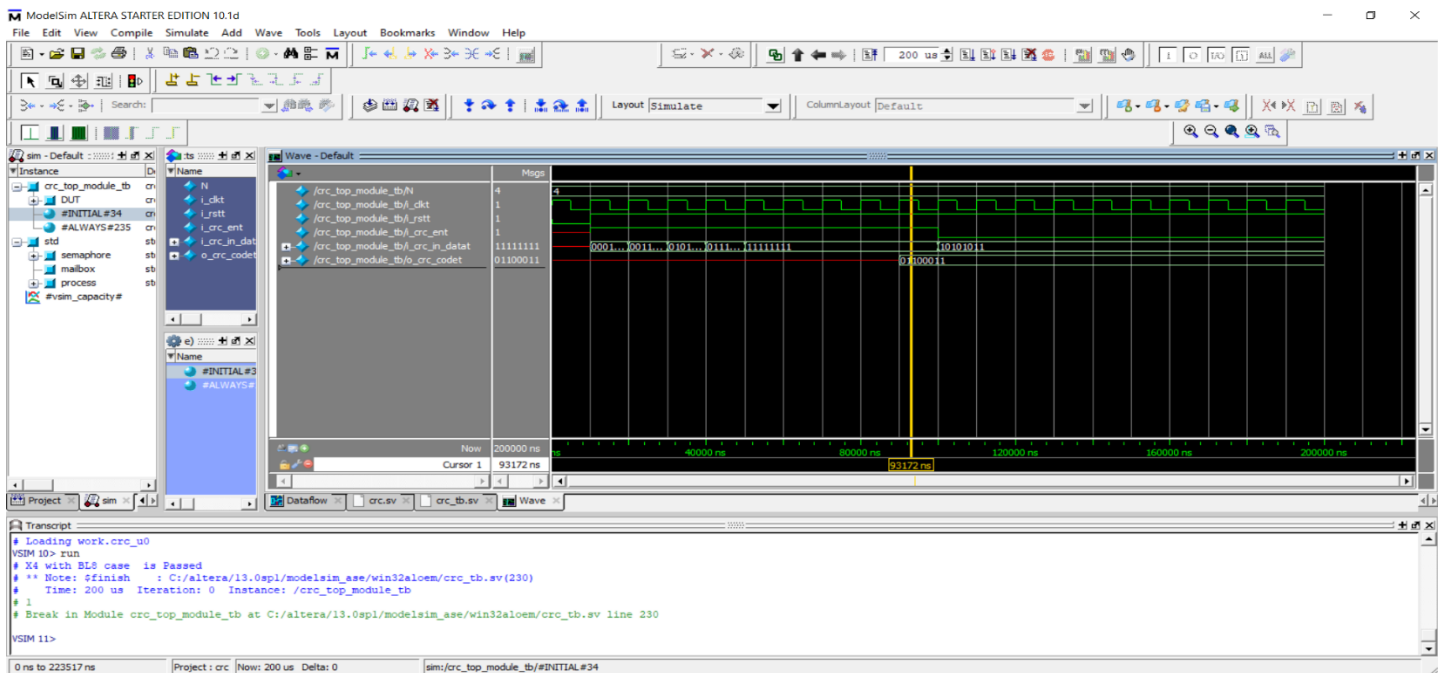 ModelSim ALTERA STARTER EDITION 10.1d
File Edit View Compile Simulate Add Wave Tools Layout Bookmarks Window Help
200 us
Search:
Layout Simulate
ColumnLayout Default
sim - Default
Wave - Default
Instance
Name
Msgs
crc_top_module_tb
DUT
#INITIAL#34
#ALWAYS#235
std
semaphore
mailbox
process
#vsim_capacity#
N
i_clkt
i_rstt
i_crc_ent
i_crc_in_dat
o_crc_codet
Name
#INITIAL#3
#ALWAYS#
/crc_top_module_tb/N 4 4
/crc_top_module_tb/i_clkt 1
/crc_top_module_tb/i_rstt 1
/crc_top_module_tb/i_crc_ent 1
/crc_top_module_tb/i_crc_in_datat 11111111 0001... 0011... 0101... 0111... 11111111 10101011
/crc_top_module_tb/o_crc_codet 01100011 01100011
Now 200000 ns ns 40000 ns 80000 ns 120000 ns 160000 ns 200000 ns
Cursor 1 93172 ns 93172 ns
Project sim Dataflow crc.sv crc_tb.sv Wave
Transcript
# Loading work.crc_u0
VSIM 10> run
# X4 with BL8 case is Passed
# ** Note: $finish : C:/altera/13.0sp1/modelsim_ase/win32aloem/crc_tb.sv(230)
# Time: 200 us Iteration: 0 Instance: /crc_top_module_tb
# 1
# Break in Module crc_top_module_tb at C:/altera/13.0sp1/modelsim_ase/win32aloem/crc_tb.sv line 230
VSIM 11>
0 ns to 223517 ns Project : crc Now: 200 us Delta: 0 sim:/crc_top_module_tb/#INITIAL#34